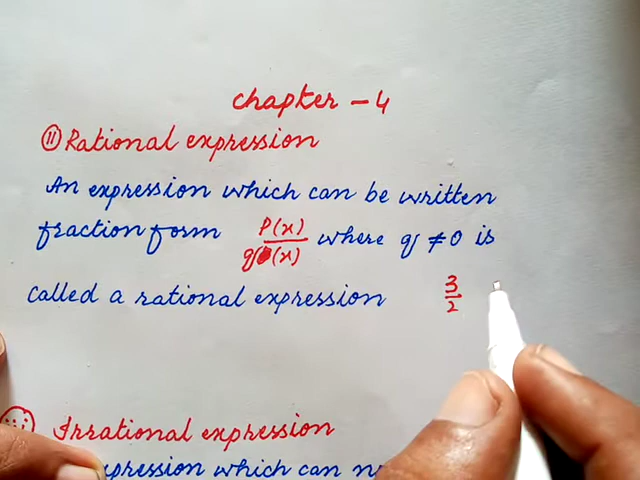 chapter - 4
(ii) Rational expression
An expression which can be written
fraction form P(x)/q(x) where q ≠ 0 is
called a rational expression 3/2
(iii) Irrational expression
expression which can